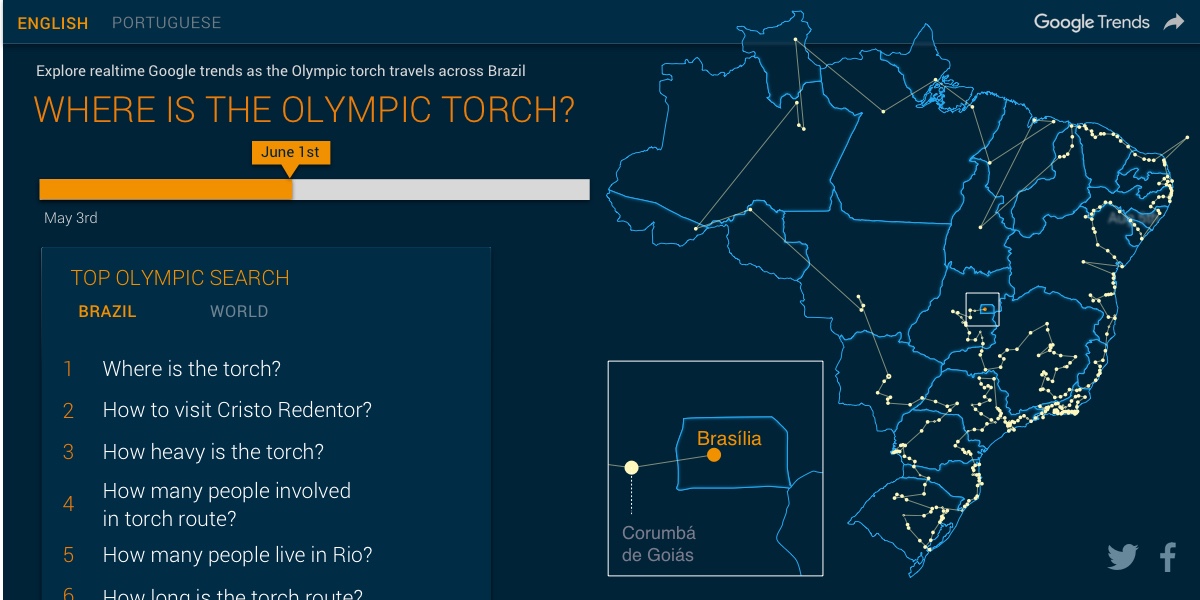 ENGLISH PORTUGUESE
Google Trends
Explore realtime Google trends as the Olympic torch travels across Brazil
WHERE IS THE OLYMPIC TORCH?
June 1st
May 3rd
TOP OLYMPIC SEARCH
BRAZIL WORLD
1 Where is the torch?
2 How to visit Cristo Redentor?
3 How heavy is the torch?
4 How many people involved
in torch route?
5 How many people live in Rio?
6 How long is the torch route?
Brasília
Corumbá
de Goiás